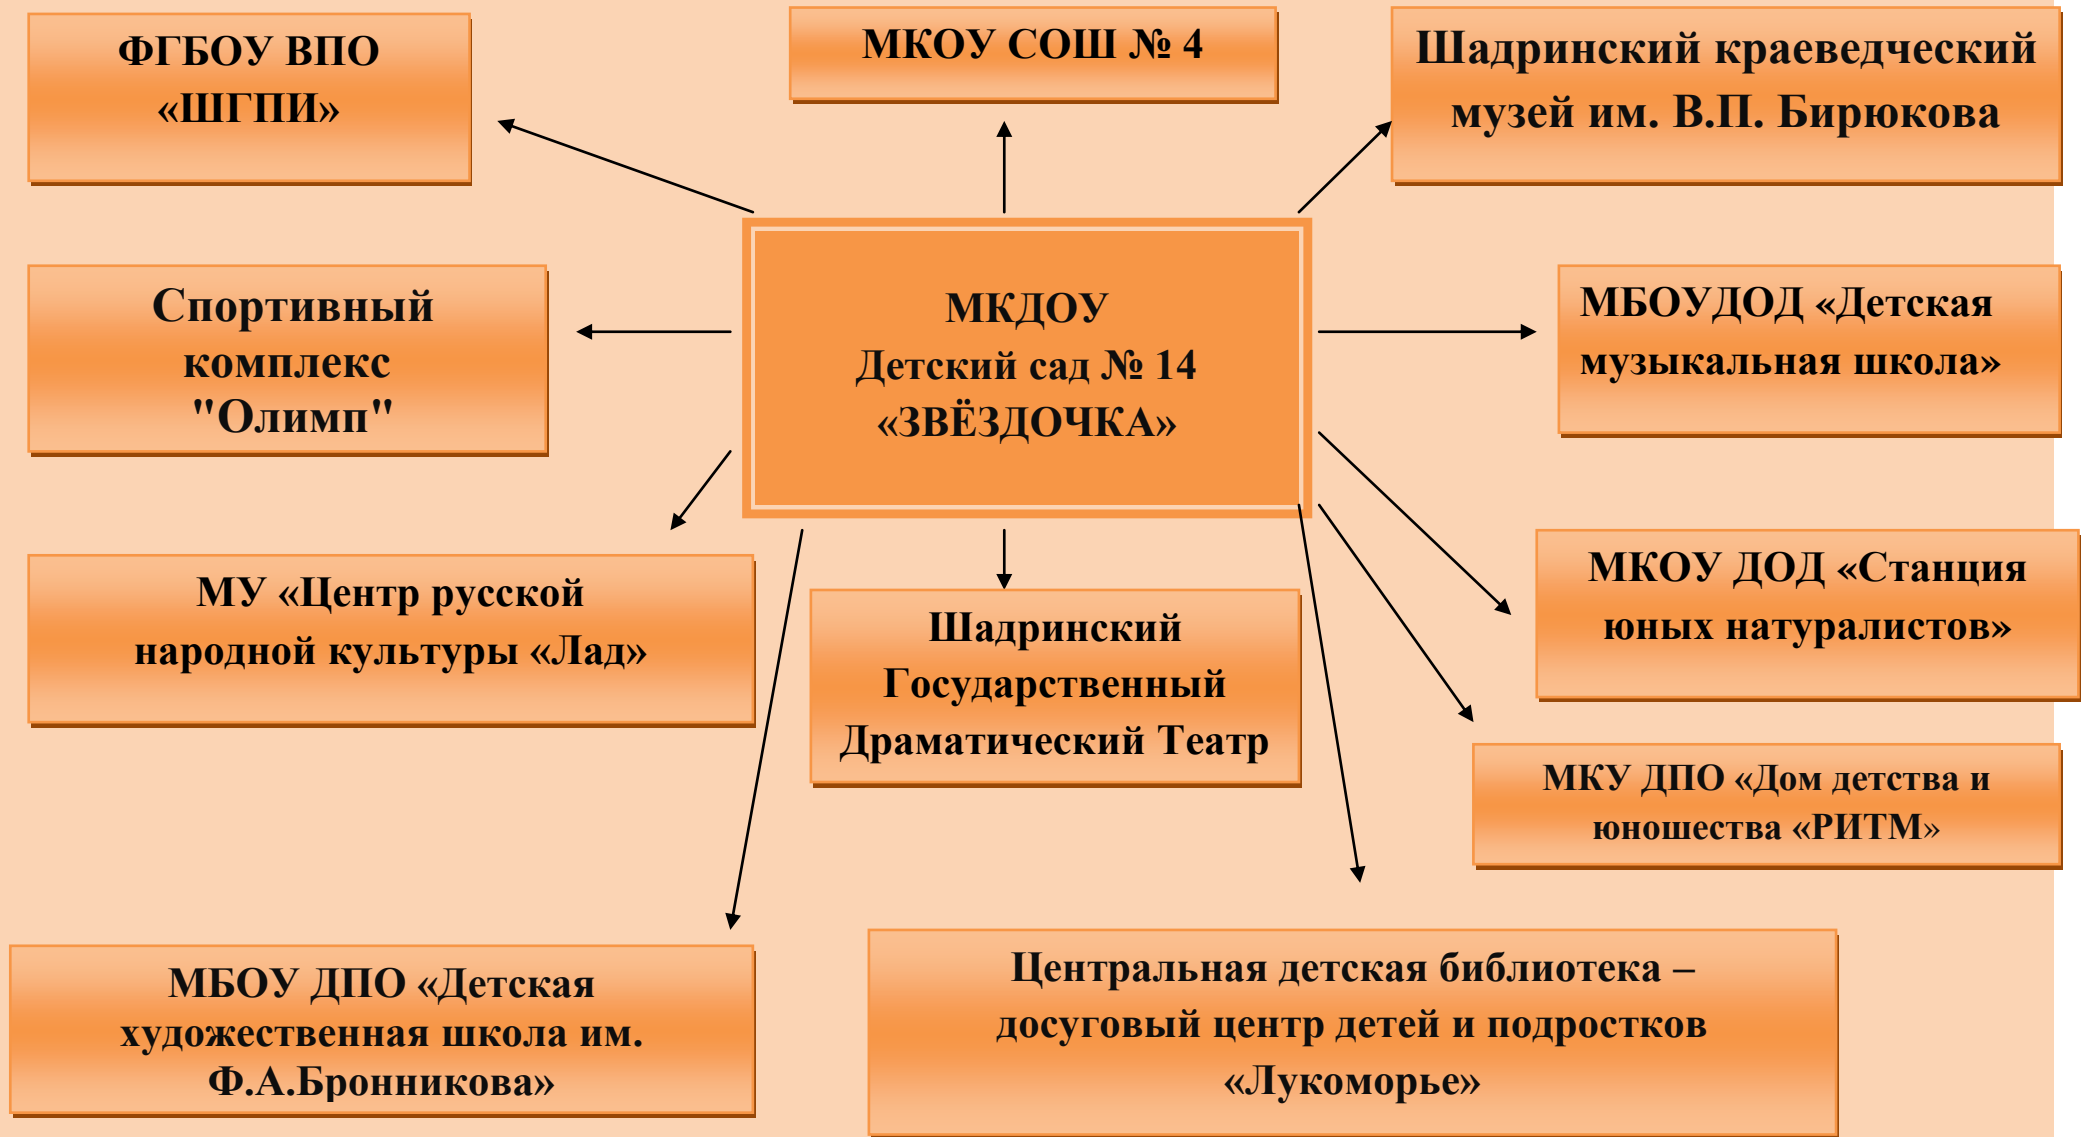 ФГБОУ ВПО
«ШГПИ»
МКОУ СОШ № 4
Шадринский краеведческий
музей им. В.П. Бирюкова
Спортивный
комплекс
"Олимп"
МКДОУ
Детский сад № 14
«ЗВЁЗДОЧКА»
МБОУДОД «Детская
музыкальная школа»
МУ «Центр русской
народной культуры «Лад»
Шадринский
Государственный
Драматический Театр
МКОУ ДОД «Станция
юных натуралистов»
МКУ ДПО «Дом детства и
юношества «РИТМ»
МБОУ ДПО «Детская
художественная школа им.
Ф.А.Бронникова»
Центральная детская библиотека –
досуговый центр детей и подростков
«Лукоморье»